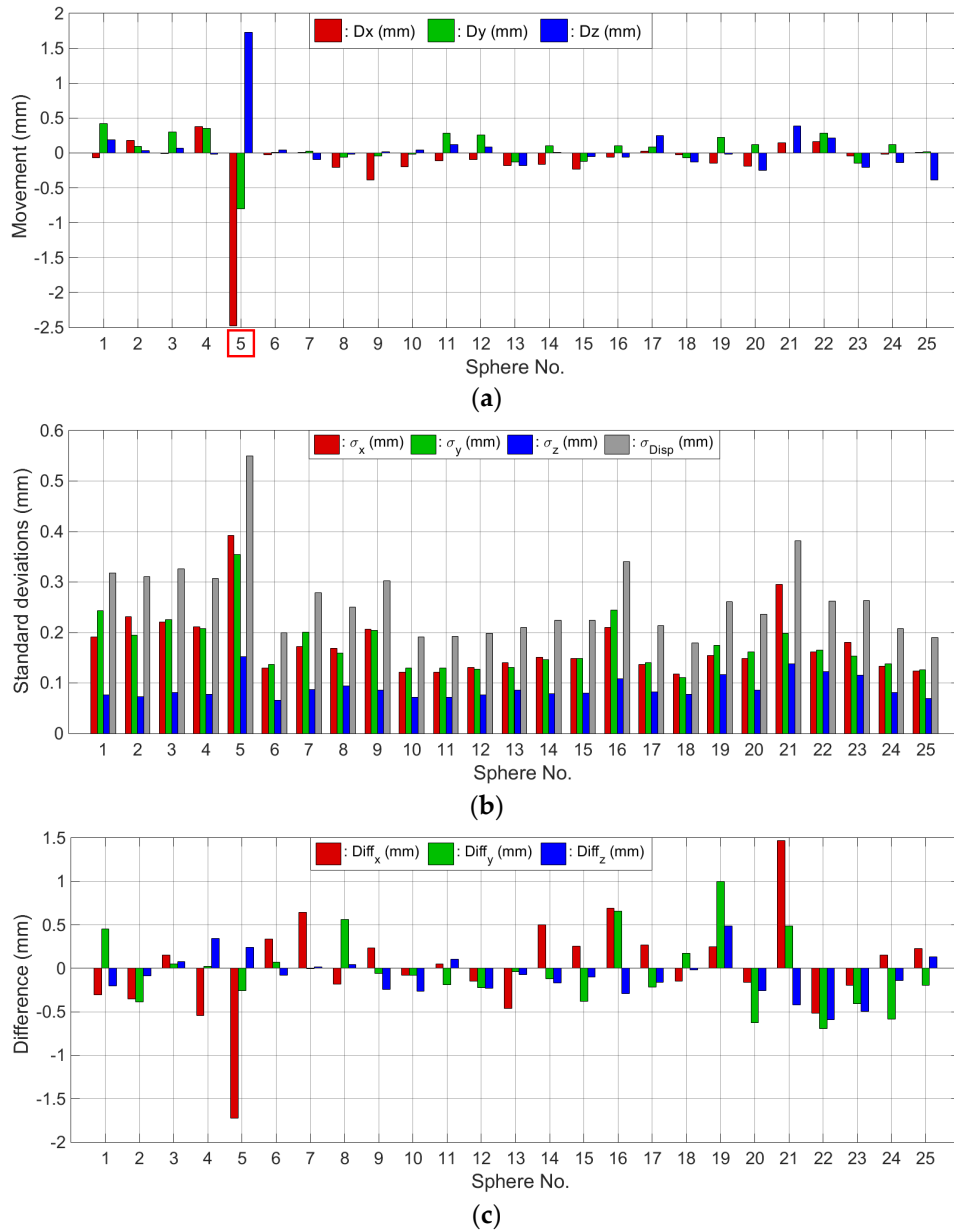 2
1.5
1
0.5
0
-0.5
-1
-1.5
-2
-2.5
Movement (mm)
: Dx (mm) : Dy (mm) : Dz (mm)
1 2 3 4 5 6 7 8 9 10 11 12 13 14 15 16 17 18 19 20 21 22 23 24 25
Sphere No.
(a)
0.6
0.5
0.4
0.3
0.2
0.1
0
Standard deviations (mm)
: σx (mm) : σy (mm) : σz (mm) : σDisp (mm)
1 2 3 4 5 6 7 8 9 10 11 12 13 14 15 16 17 18 19 20 21 22 23 24 25
Sphere No.
(b)
1.5
1
0.5
0
-0.5
-1
-1.5
-2
Difference (mm)
: Diffx (mm) : Diffy (mm) : Diffz (mm)
1 2 3 4 5 6 7 8 9 10 11 12 13 14 15 16 17 18 19 20 21 22 23 24 25
Sphere No.
(c)